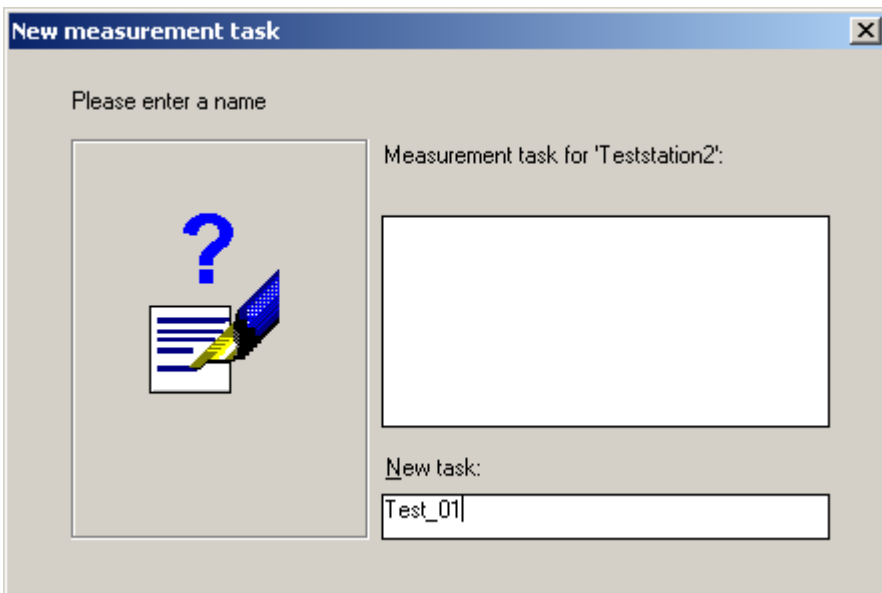 New measurement task
Please enter a name
Measurement task for 'Teststation2':
New task:
Test_01